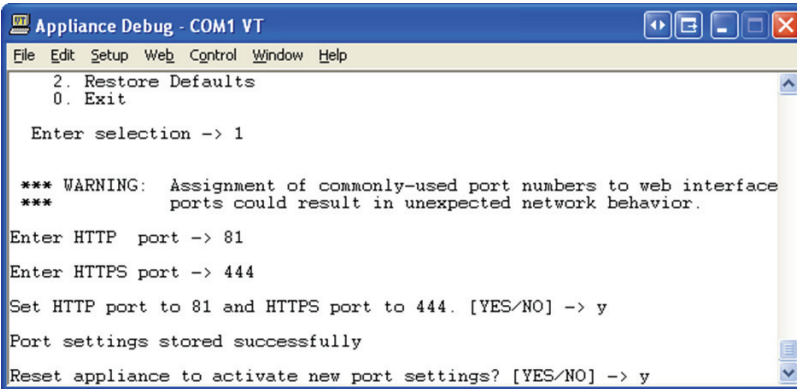 Appliance Debug - COM1 VT
File Edit Setup Web Control Window Help
2. Restore Defaults
0. Exit
Enter selection -> 1
*** WARNING: Assignment of commonly-used port numbers to web interface
*** ports could result in unexpected network behavior.
Enter HTTP port -> 81
Enter HTTPS port -> 444
Set HTTP port to 81 and HTTPS port to 444. [YES/NO] -> y
Port settings stored successfully
Reset appliance to activate new port settings? [YES/NO] -> y